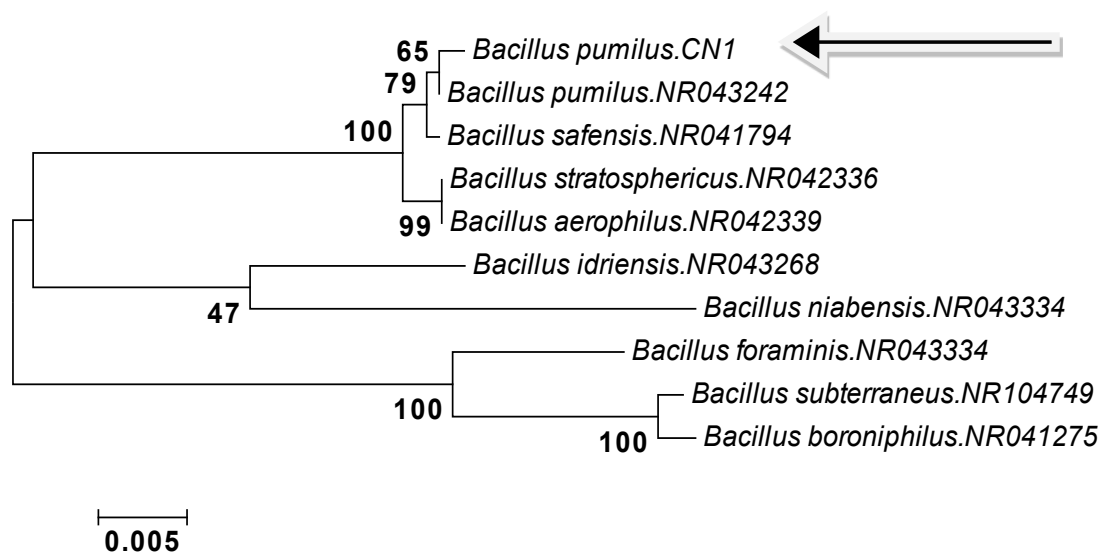 65
Bacillus pumilus.CN1
79
Bacillus pumilus.NR043242
100
Bacillus safensis.NR041794
Bacillus stratosphericus.NR042336
99
Bacillus aerophilus.NR042339
Bacillus idriensis.NR043268
47
Bacillus niabensis.NR043334
Bacillus foraminis.NR043334
100
Bacillus subterraneus.NR104749
100
Bacillus boroniphilus.NR041275
0.005